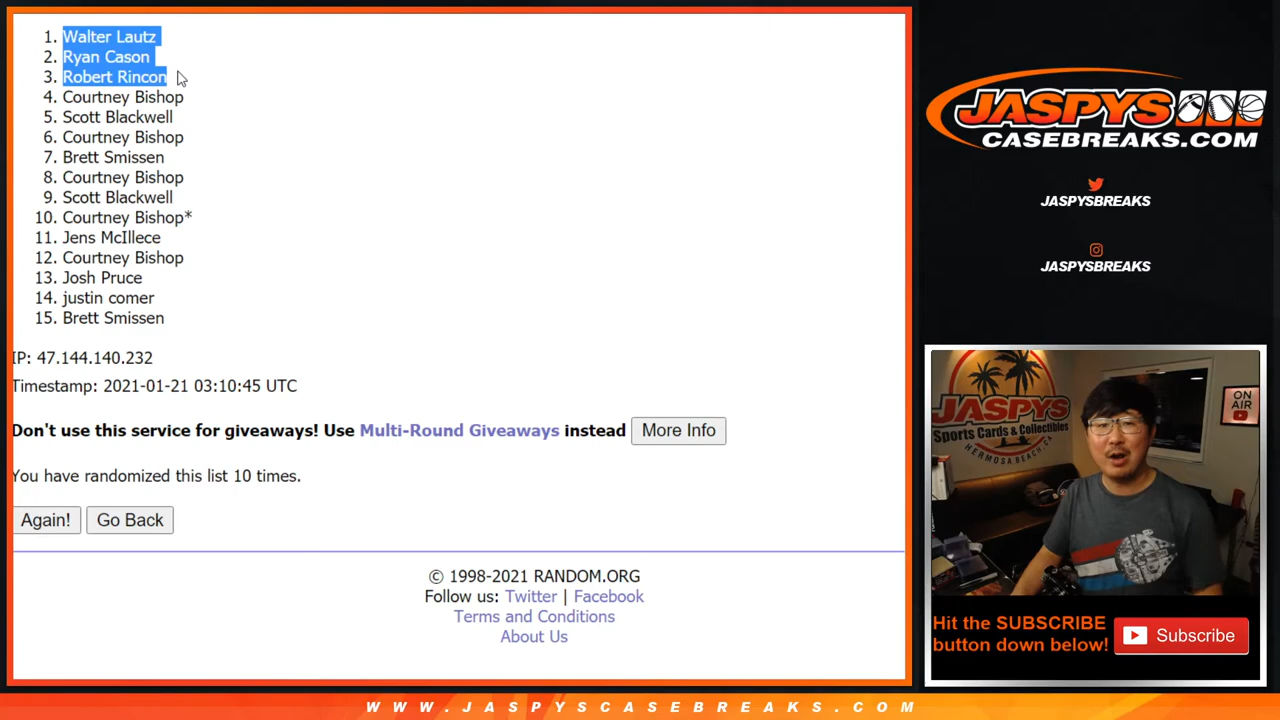 1. Walter Lautz
2. Ryan Cason
3. Robert Rincon
4. Courtney Bishop
5. Scott Blackwell
6. Courtney Bishop
7. Brett Smissen
8. Courtney Bishop
9. Scott Blackwell
10. Courtney Bishop*
11. Jens McIllece
12. Courtney Bishop
13. Josh Pruce
14. justin comer
15. Brett Smissen
IP: 47.144.140.232
Timestamp: 2021-01-21 03:10:45 UTC
Don't use this service for giveaways! Use Multi-Round Giveaways instead More Info
You have randomized this list 10 times.
Again! Go Back
© 1998-2021 RANDOM.ORG
Follow us: Twitter | Facebook
Terms and Conditions
About Us
JASPYS
CASEBREAKS.COM
JASPYSBREAKS
JASPYSBREAKS
JASPYS
Sports Cards & Collectibles
HERMOSA BEACH, CA
ON
AIR
Hit the SUBSCRIBE
button down below!
Subscribe
WWW.JASPYSCASEBREAKS.COM